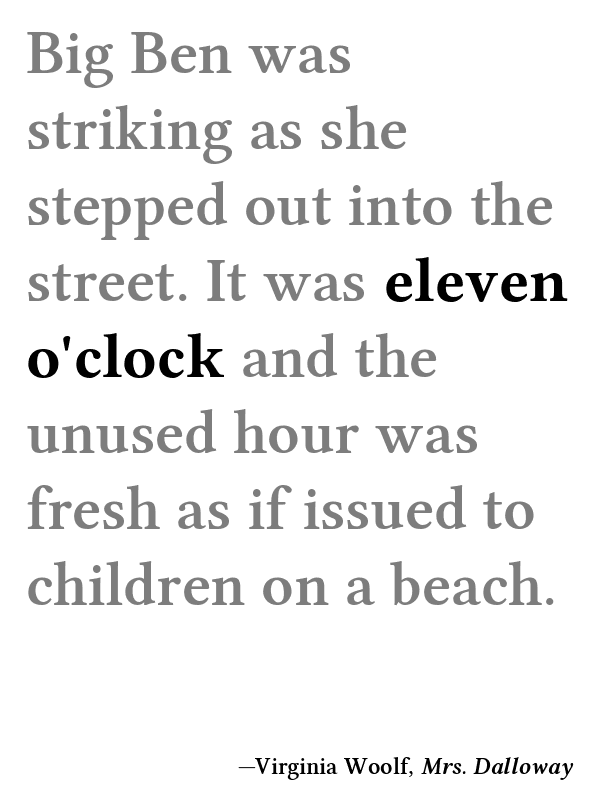 Big Ben was
striking as she
stepped out into the
street. It was eleven
o'clock and the
unused hour was
fresh as if issued to
children on a beach.
—Virginia Woolf, Mrs. Dalloway